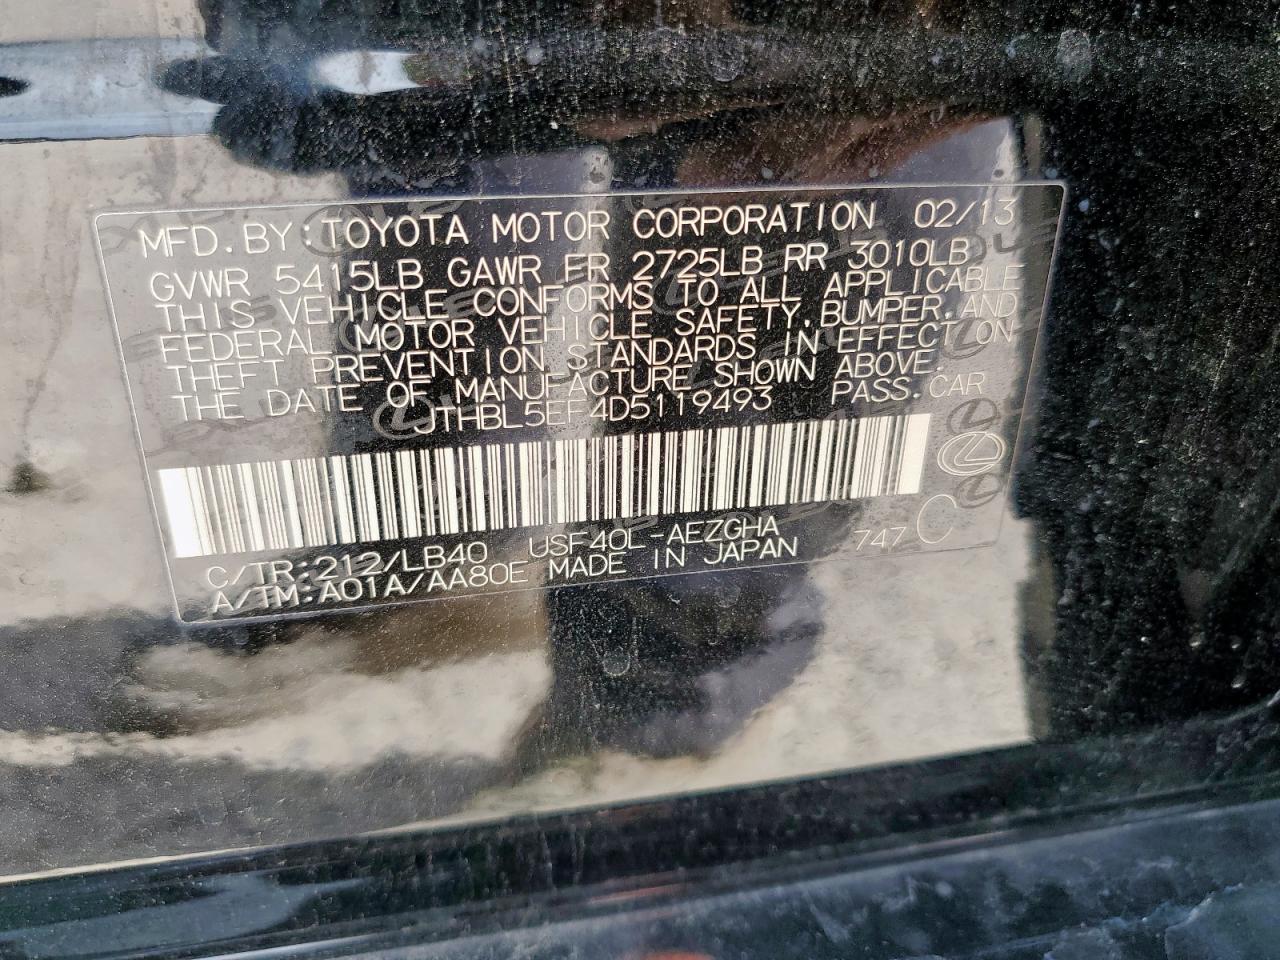 MFD. BY: TOYOTA MOTOR CORPORATION 02/13
GVWR 5415LB GAWR FR 2725LB RR 3010LB
THIS VEHICLE CONFORMS TO ALL APPLICABLE
FEDERAL MOTOR VEHICLE SAFETY, BUMPER, AND
THEFT PREVENTION STANDARDS IN EFFECT ON
THE DATE OF MANUFACTURE SHOWN ABOVE.
JTHBL5EF4D5119493 PASS. CAR
C/TR: 212/LB40 USF40L-AEZGHA 747 C
A/TM: A01A/AA80E MADE IN JAPAN